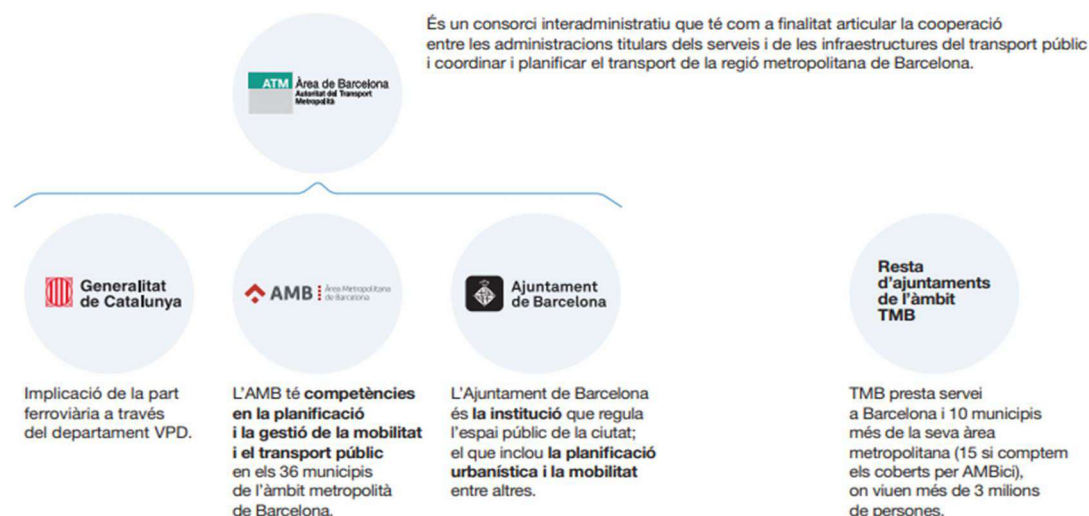 És un consorci interadministratiu que té com a finalitat articular la cooperació
entre les administracions titulars dels serveis i de les infraestructures del transport públic
i coordinar i planificar el transport de la regió metropolitana de Barcelona.
ATM Àrea de Barcelona
Autoritat del Transport
Metropolità
Generalitat
de Catalunya
AMB Àrea Metropolitana
de Barcelona
Ajuntament
de Barcelona
Resta
d'ajuntaments
de l'àmbit
TMB
Implicació de la part
ferroviària a través
del departament VPD.
L'AMB té competències
en la planificació
i la gestió de la mobilitat
i el transport públic
en els 36 municipis
de l'àmbit metropolità
de Barcelona.
L'Ajuntament de Barcelona
és la institució que regula
l'espai públic de la ciutat;
el que inclou la planificació
urbanística i la mobilitat
entre altres.
TMB presta servei
a Barcelona i 10 municipis
més de la seva àrea
metropolitana (15 si comptem
els coberts per AMBici),
on viuen més de 3 milions
de persones.